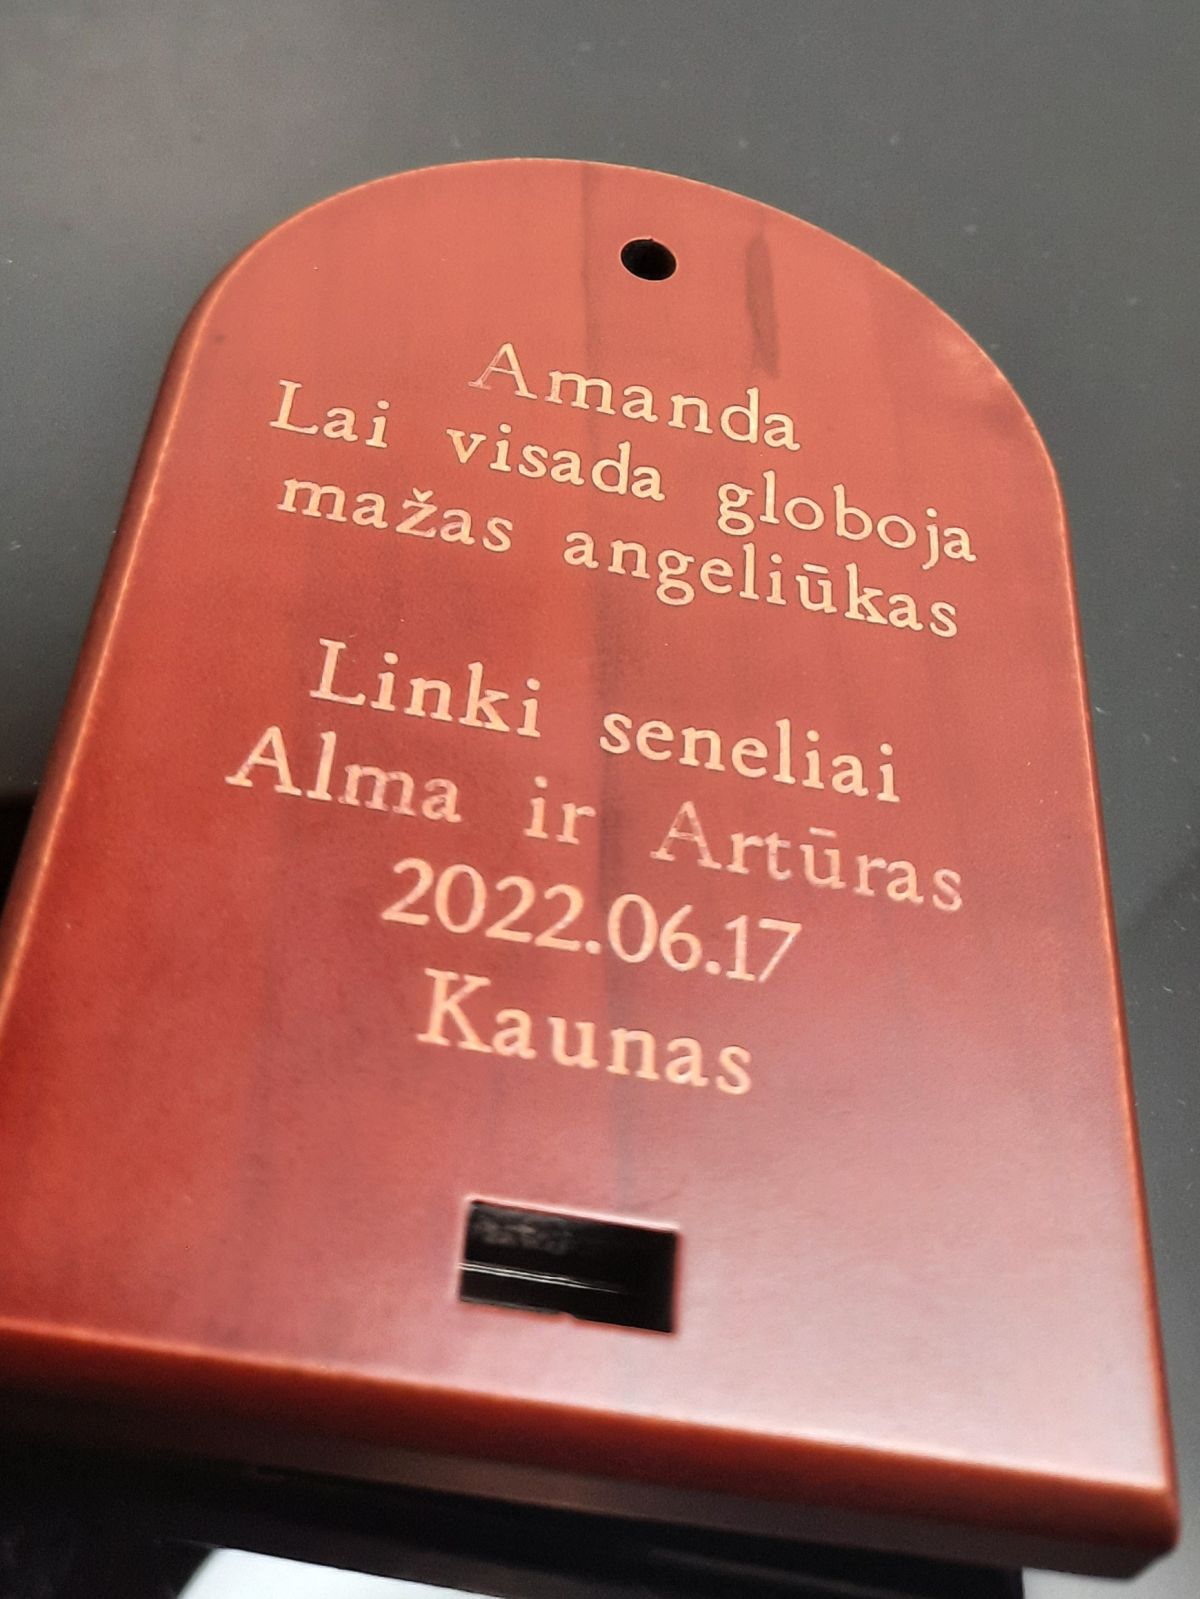 Amanda
Lai visada globoja
mažas angeliūkas
Linki seneliai
Alma ir Artūras
2022.06.17
Kaunas